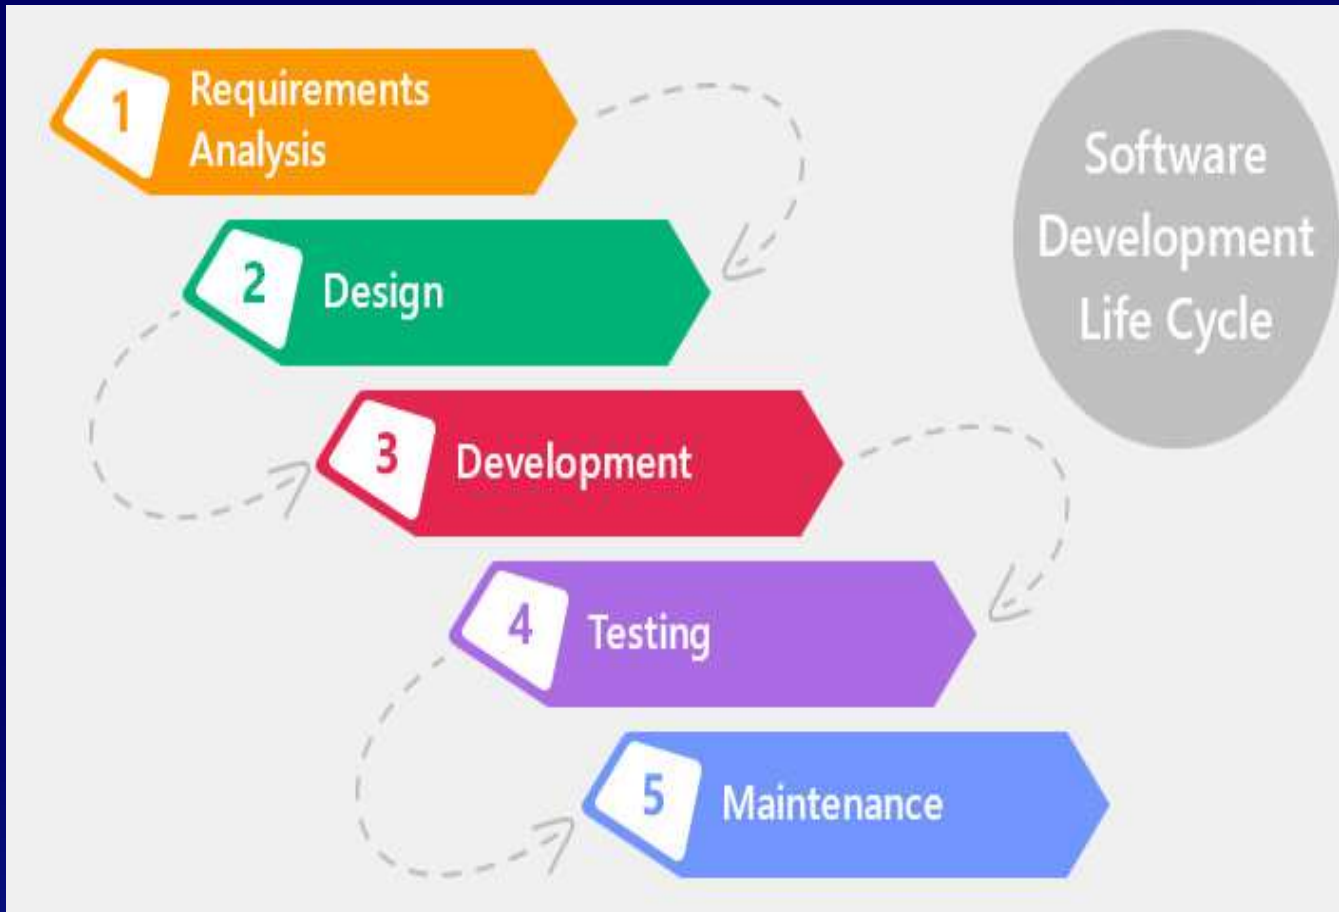 1
Requirements
Analysis
2
Design
3
Development
4
Testing
5
Maintenance
Software
Development
Life Cycle